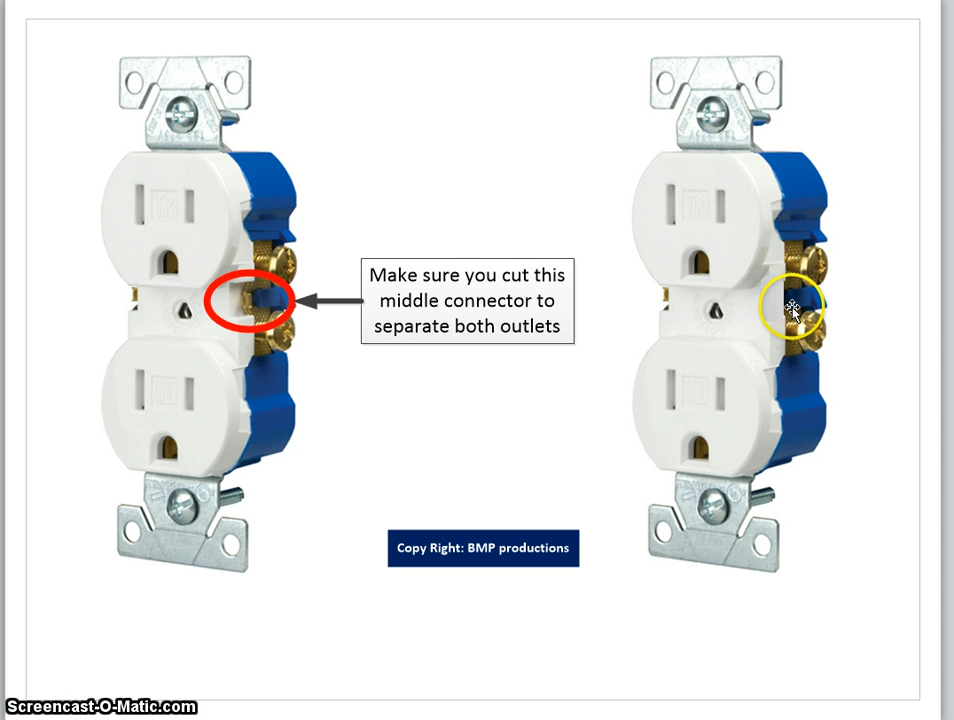 Make sure you cut this
middle connector to
separate both outlets
Copy Right: BMP productions
Screencast-O-Matic.com